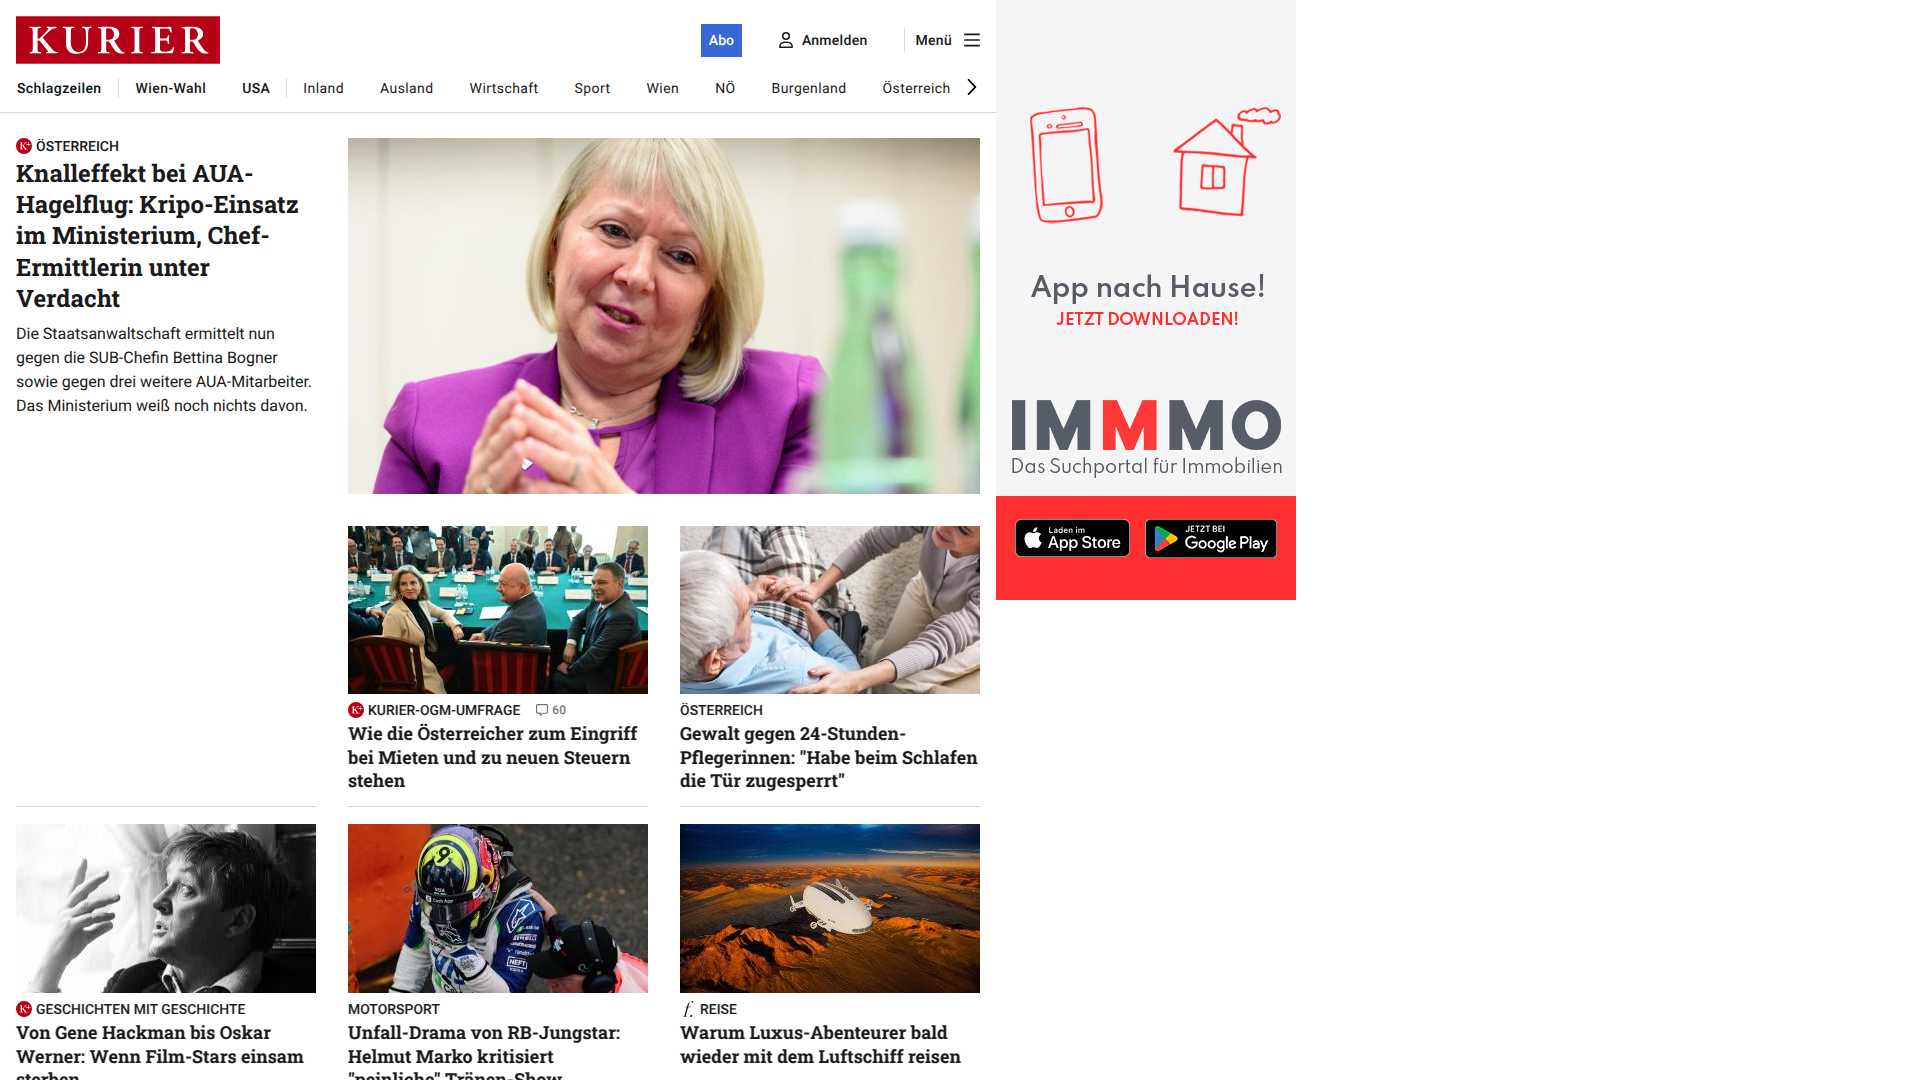 KURIER
Abo
Anmelden
Menü
Schlagzeilen
Wien-Wahl
USA
Inland
Ausland
Wirtschaft
Sport
Wien
NÖ
Burgenland
Österreich
ÖSTERREICH
Knalleffekt bei AUA-
Hagelflug: Kripo-Einsatz
im Ministerium, Chef-
Ermittlerin unter
Verdacht
Die Staatsanwaltschaft ermittelt nun
gegen die SUB-Chefin Bettina Bogner
sowie gegen drei weitere AUA-Mitarbeiter.
Das Ministerium weiß noch nichts davon.
KURIER-OGM-UMFRAGE 60
Wie die Österreicher zum Eingriff
bei Mieten und zu neuen Steuern
stehen
ÖSTERREICH
Gewalt gegen 24-Stunden-
Pflegerinnen: "Habe beim Schlafen
die Tür zugesperrt"
GESCHICHTEN MIT GESCHICHTE
Von Gene Hackman bis Oskar
Werner: Wenn Film-Stars einsam
sterben
MOTORSPORT
Unfall-Drama von RB-Jungstar:
Helmut Marko kritisiert
"peinliche" Tränen-Show
REISE
Warum Luxus-Abenteurer bald
wieder mit dem Luftschiff reisen
App nach Hause!
JETZT DOWNLOADEN!
IMMMO
Das Suchportal für Immobilien
Laden im
App Store
JETZT BEI
Google Play